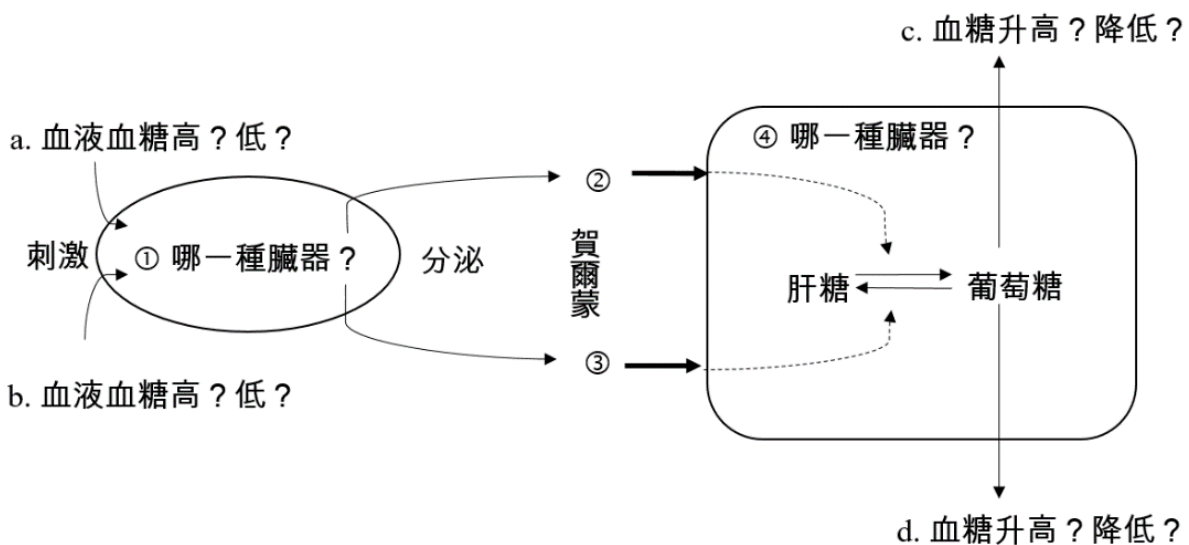 c. 血糖升高？降低？
a. 血液血糖高？低？
④ 哪一種臟器？
②
刺激
① 哪一種臟器？
分泌
賀爾蒙
肝糖
葡萄糖
③
b. 血液血糖高？低？
d. 血糖升高？降低？